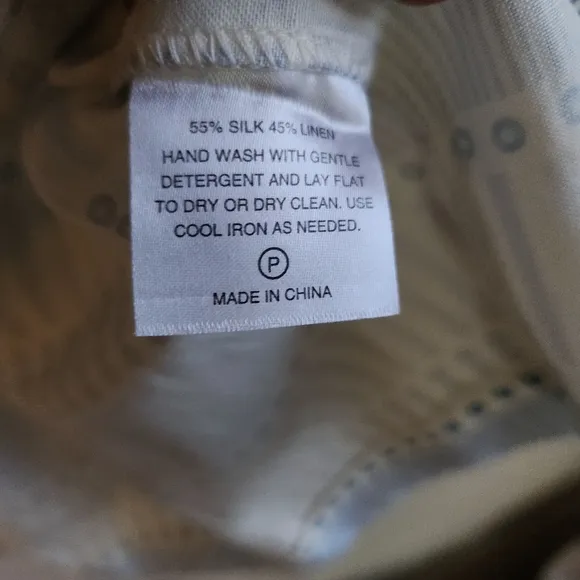 55% SILK 45% LINEN
HAND WASH WITH GENTLE
DETERGENT AND LAY FLAT
TO DRY OR DRY CLEAN. USE
COOL IRON AS NEEDED.
P
MADE IN CHINA